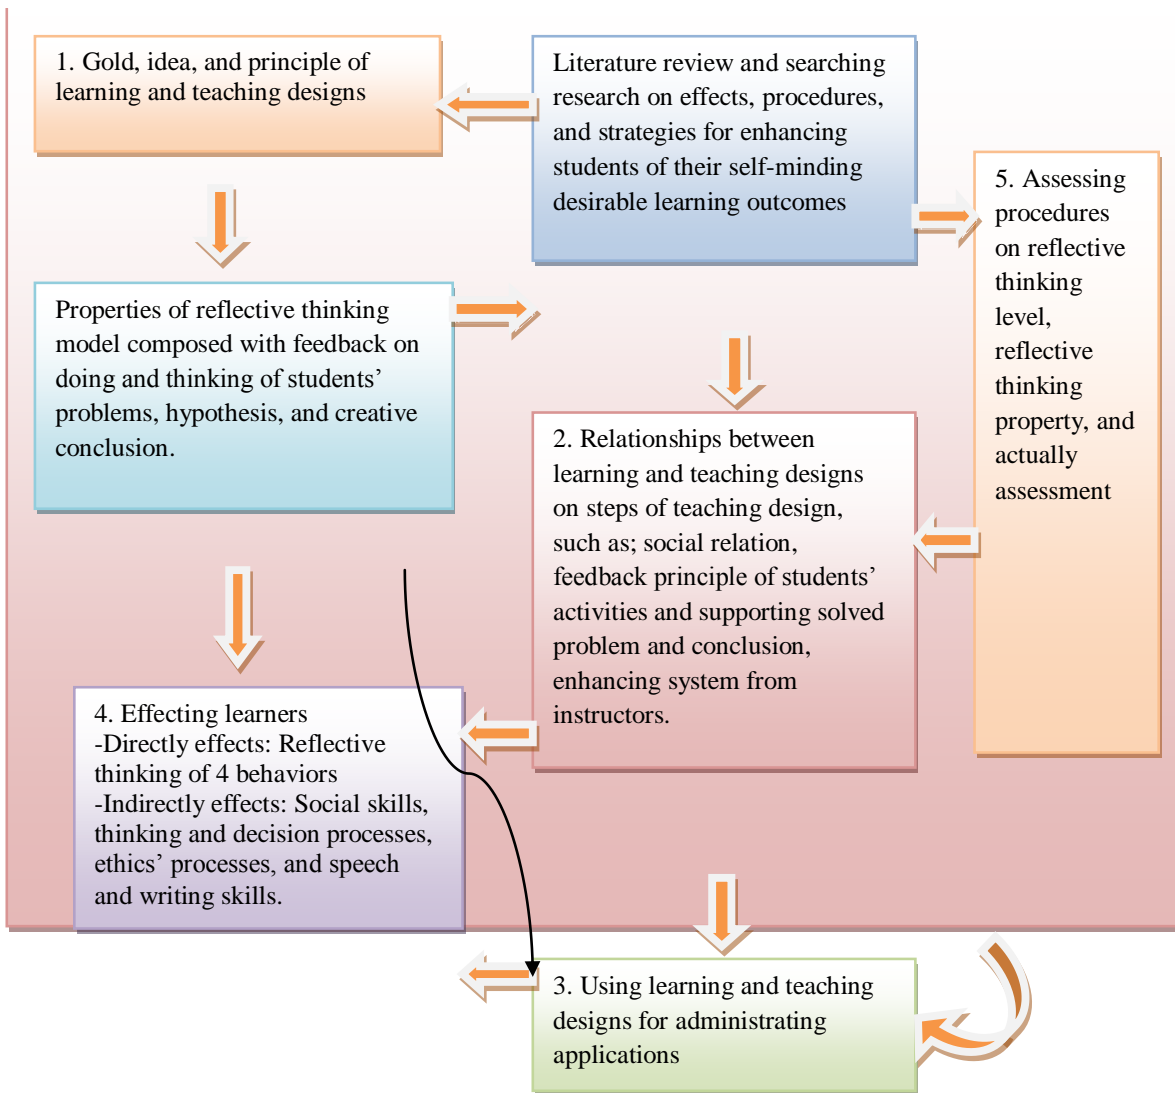 1. Gold, idea, and principle of
learning and teaching designs
Literature review and searching
research on effects, procedures,
and strategies for enhancing
students of their self-minding
desirable learning outcomes
5. Assessing
procedures
on reflective
thinking
level,
reflective
thinking
property, and
actually
assessment
Properties of reflective thinking
model composed with feedback on
doing and thinking of students’
problems, hypothesis, and creative
conclusion.
2. Relationships between
learning and teaching designs
on steps of teaching design,
such as; social relation,
feedback principle of students’
activities and supporting solved
problem and conclusion,
enhancing system from
instructors.
4. Effecting learners
-Directly effects: Reflective
thinking of 4 behaviors
-Indirectly effects: Social skills,
thinking and decision processes,
ethics’ processes, and speech
and writing skills.
3. Using learning and teaching
designs for administrating
applications